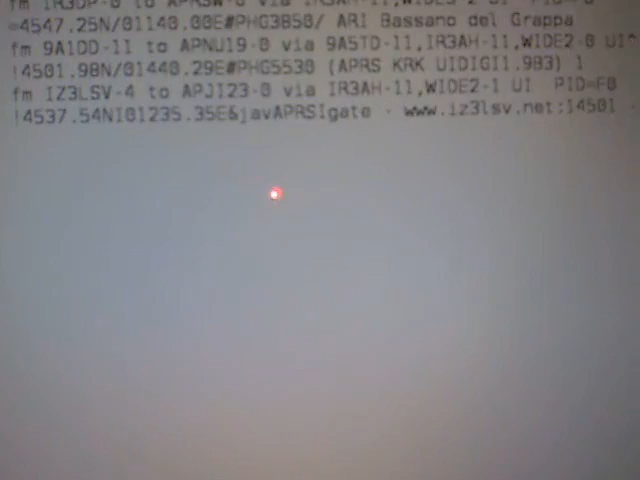 =4547.25N/01140.00E#PHG3850/ ARI Bassano del Grappa
fm 9A1DD-11 to APNU19-0 via 9A5TD-11,IR3AH-11,WIDE2-0 UI^
!4501.98N/01440.29E#PHG5530 (APRS KRK UIDIGI1.9B3) 1
fm IZ3LSV-4 to APJI23-0 via IR3AH-11,WIDE2-1 UI PID=F0
!4537.54NI01235.35E&javAPRSIgate - www.iz3lsv.net:14501 -